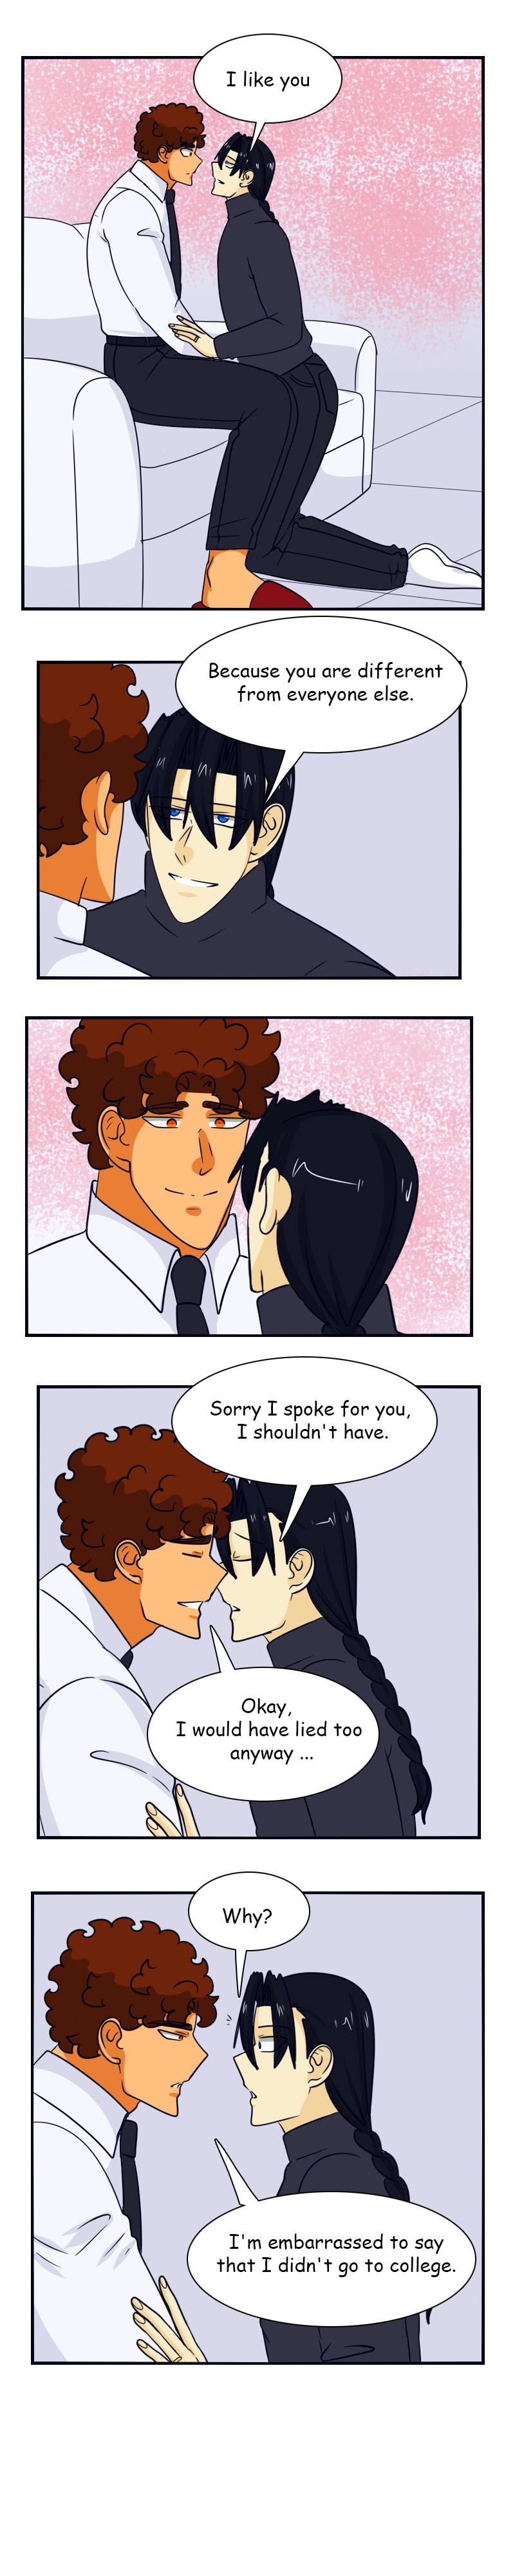 I like you
Because you are different
from everyone else.
Sorry I spoke for you,
I shouldn't have.
Okay,
I would have lied too
anyway ...
Why?
I'm embarrassed to say
that I didn't go to college.